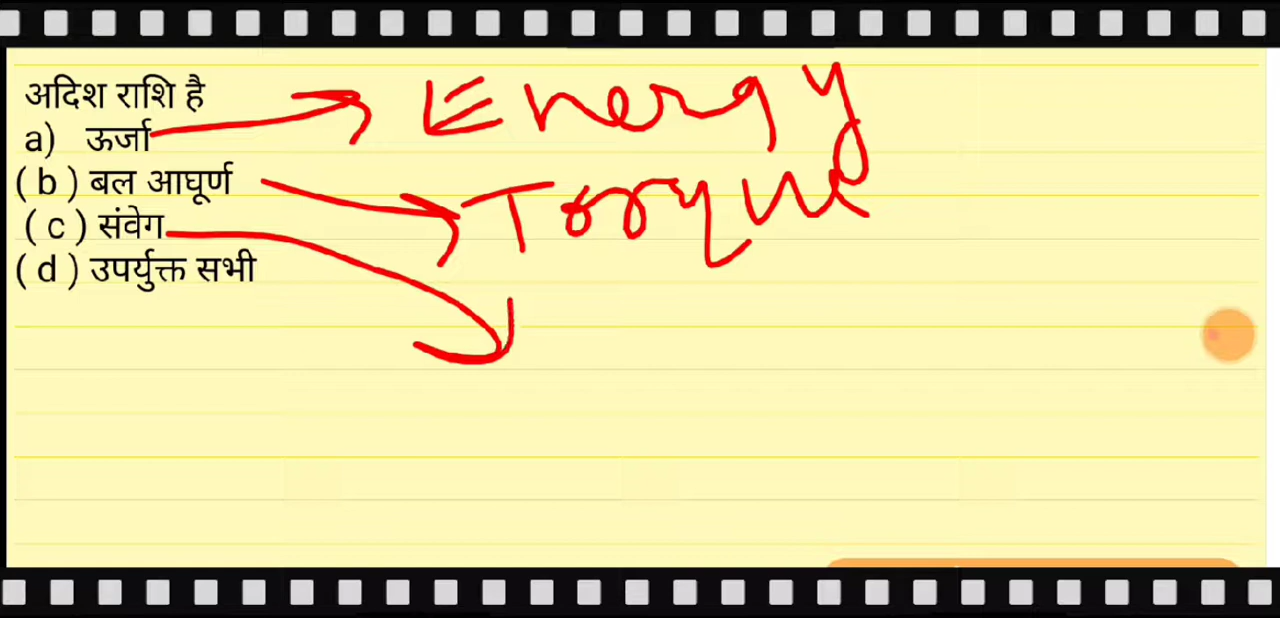 अदिश राशि है
a) ऊर्जा Energy
( b ) बल आघूर्ण Torque
( c ) संवेग
( d ) उपर्युक्त सभी